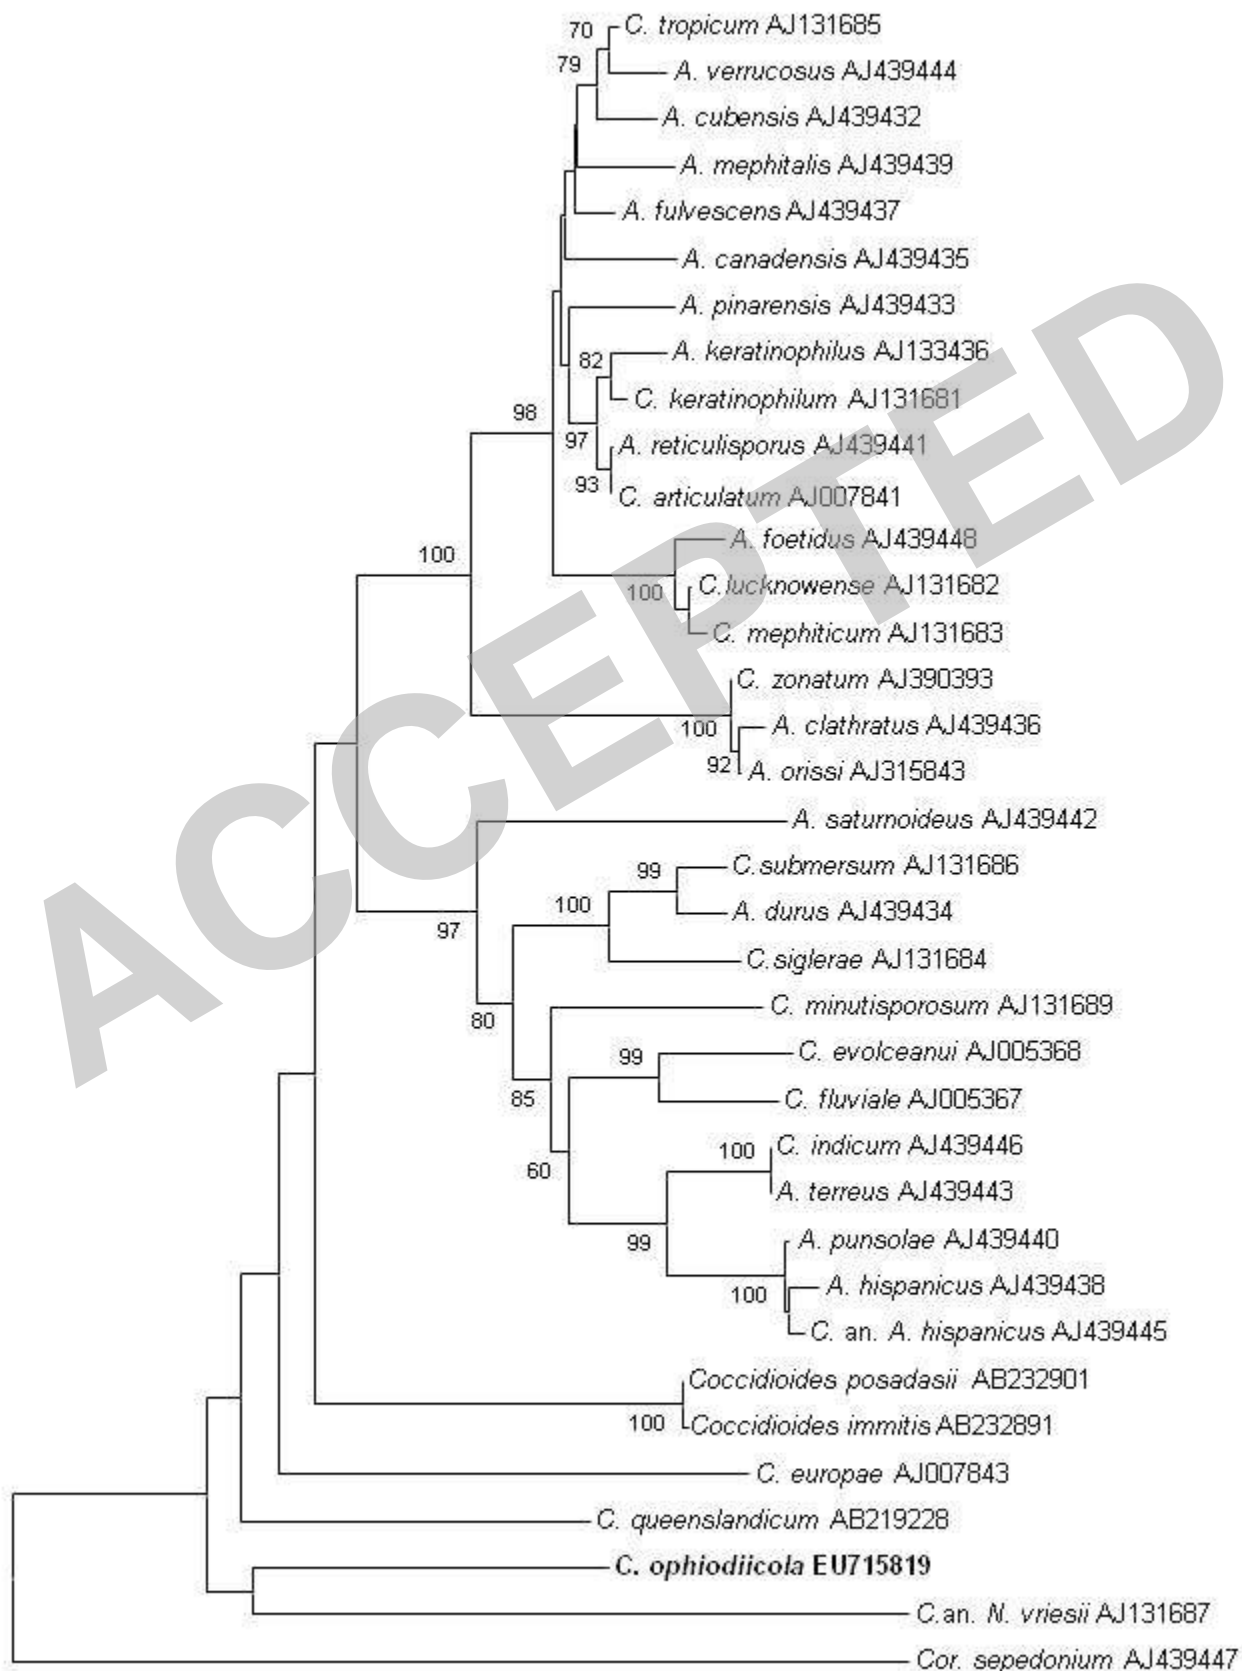 70
C. tropicum AJ131685
79
A. verrucosus AJ439444
A. cubensis AJ439432
A. mephitalis AJ439439
A. fulvescens AJ439437
A. canadensis AJ439435
A. pinarensis AJ439433
82
A. keratinophilus AJ133436
C. keratinophilum AJ131681
98
97
A. reticulisporus AJ439441
93
C. articulatum AJ007841
A. foetidus AJ439448
100
100
C.lucknowense AJ131682
C. mephiticum AJ131683
C. zonatum AJ390393
100
A. clathratus AJ439436
92
A. orissi AJ315843
A. saturnoideus AJ439442
99
C.submersum AJ131686
100
A. durus AJ439434
97
C.siglerae AJ131684
80
C. minutisporosum AJ131689
99
C. evolceanui AJ005368
85
C. fluviale AJ005367
100
C. indicum AJ439446
60
A. terreus AJ439443
99
A. punsolae AJ439440
100
A. hispanicus AJ439438
C. an. A. hispanicus AJ439445
Coccidioides posadasii AB232901
100
Coccidioides immitis AB232891
C. europae AJ007843
C. queenslandicum AB219228
C. ophiodiicola EU715819
C.an. N. vriesii AJ131687
Cor. sepedonium AJ439447
ACCEPTED